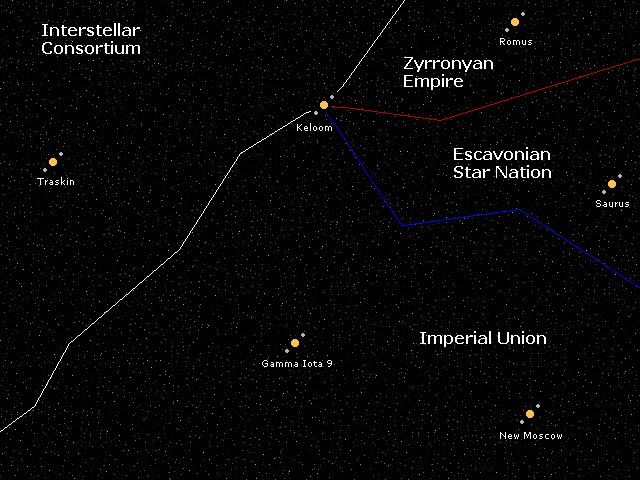 Interstellar
Consortium
Romus
Zyrronyan
Empire
Keloom
Escavonian
Star Nation
Traskin
Saurus
Imperial Union
Gamma Iota 9
New Moscow